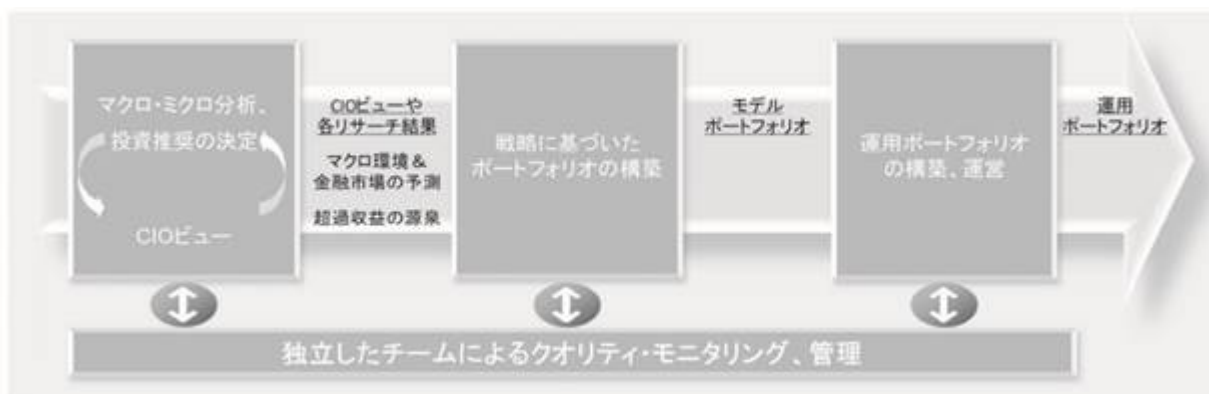 マクロ・ミクロ分析、
投資推奨の決定
CIOビュー
CIOビューや
各リサーチ結果
マクロ環境＆
金融市場の予測
超過収益の源泉
戦略に基づいた
ポートフォリオの構築
モデル
ポートフォリオ
運用ポートフォリオ
の構築、運営
運用
ポートフォリオ
独立したチームによるクオリティ・モニタリング、管理